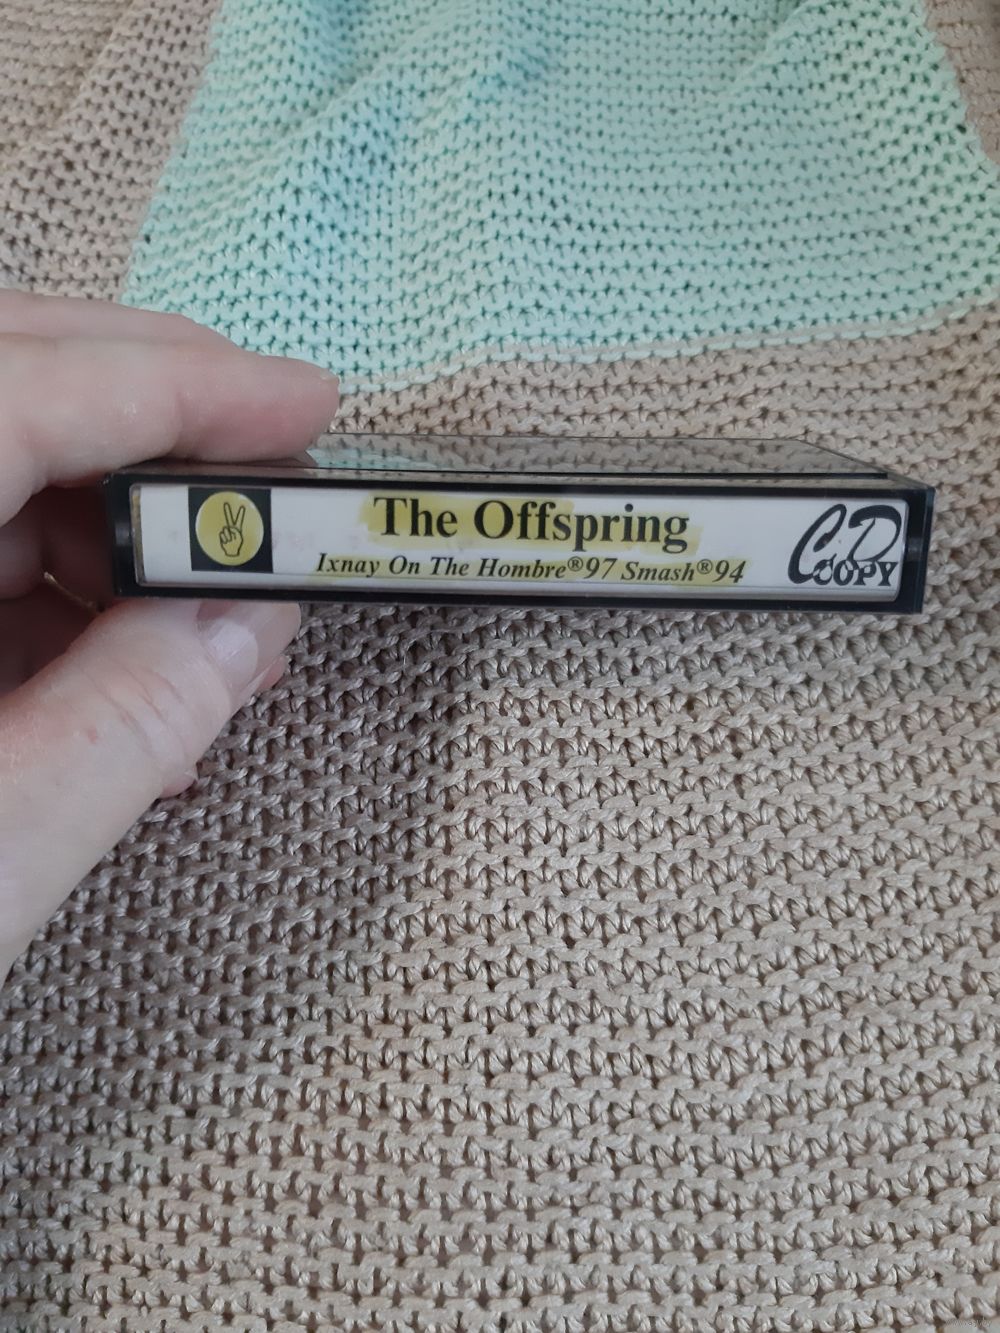 The Offspring
Ixnay On The Hombre®97 Smash®94
CD COPY